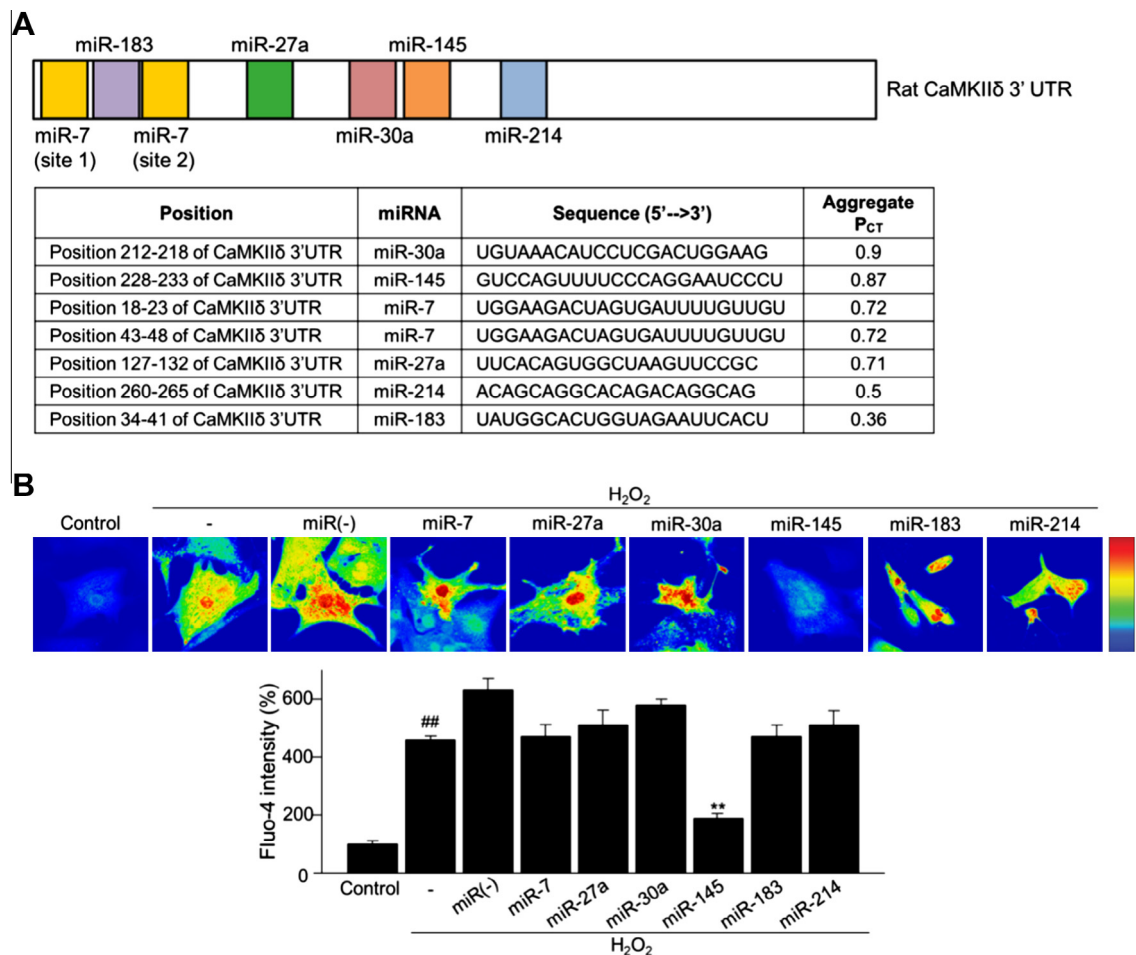 A
miR-183 miR-27a miR-145
Rat CaMKIIδ 3' UTR
miR-7 miR-7 miR-30a miR-214
(site 1) (site 2)
Position miRNA Sequence (5'-->3') Aggregate
PCT
Position 212-218 of CaMKIIδ 3'UTR miR-30a UGUAAACAUCCUCGACUGGAAG 0.9
Position 228-233 of CaMKIIδ 3'UTR miR-145 GUCCAGUUUUCCCAGGAAUCCCU 0.87
Position 18-23 of CaMKIIδ 3'UTR miR-7 UGGAAGACUAGUGAUUUUGUUGU 0.72
Position 43-48 of CaMKIIδ 3'UTR miR-7 UGGAAGACUAGUGAUUUUGUUGU 0.72
Position 127-132 of CaMKIIδ 3'UTR miR-27a UUCACAGUGGCUAAGUUCCGC 0.71
Position 260-265 of CaMKIIδ 3'UTR miR-214 ACAGCAGGCACAGACAGGCAG 0.5
Position 34-41 of CaMKIIδ 3'UTR miR-183 UAUGGCACUGGUAGAAUUCACU 0.36
B
H2O2
Control - miR(-) miR-7 miR-27a miR-30a miR-145 miR-183 miR-214
Fluo-4 intensity (%)
600
##
400
200
**
0
Control - miR(-) miR-7 miR-27a miR-30a miR-145 miR-183 miR-214
H2O2